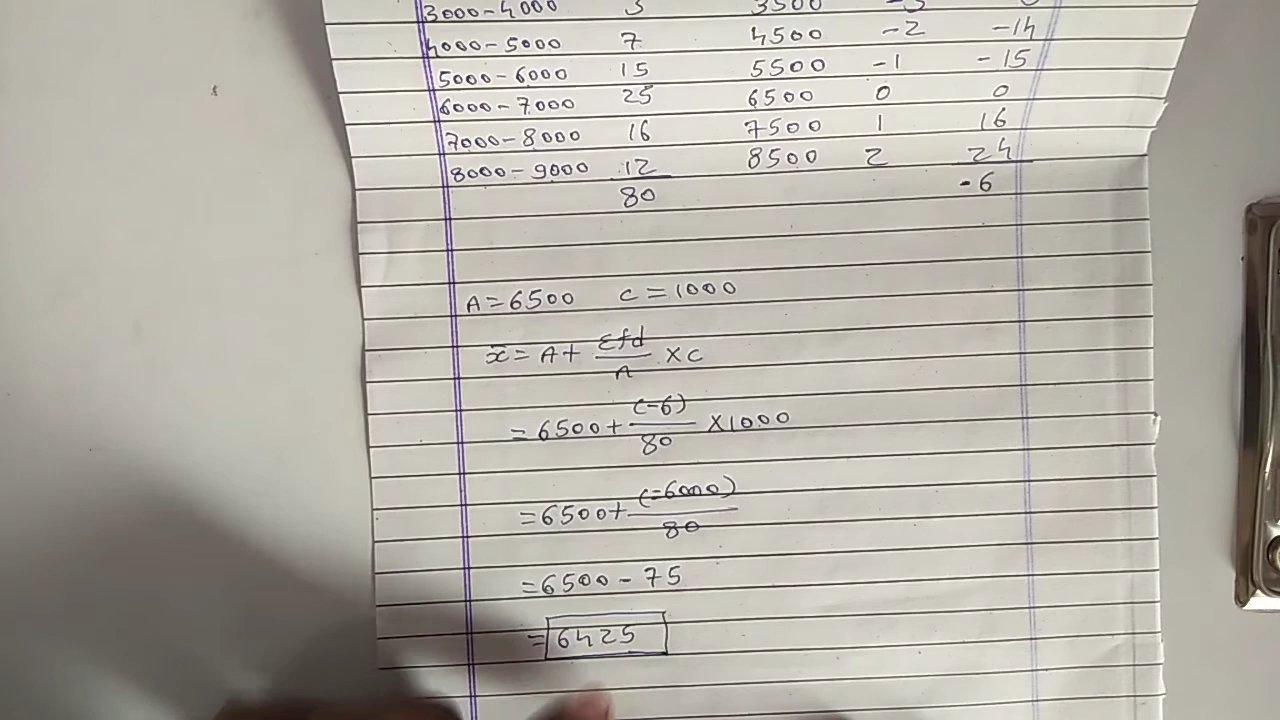 3000-4000 5 3500 -3
4000-5000 7 4500 -2 -14
5000-6000 15 5500 -1 -15
6000-7000 25 6500 0 0
7000-8000 16 7500 1 16
8000-9000 12 8500 2 24
80 -6
A=6500 C=1000
x̄=A+ Σfd/n ×C
=6500+ (-6)/80 ×1000
=6500+ (-6000)/80
=6500-75
=6425